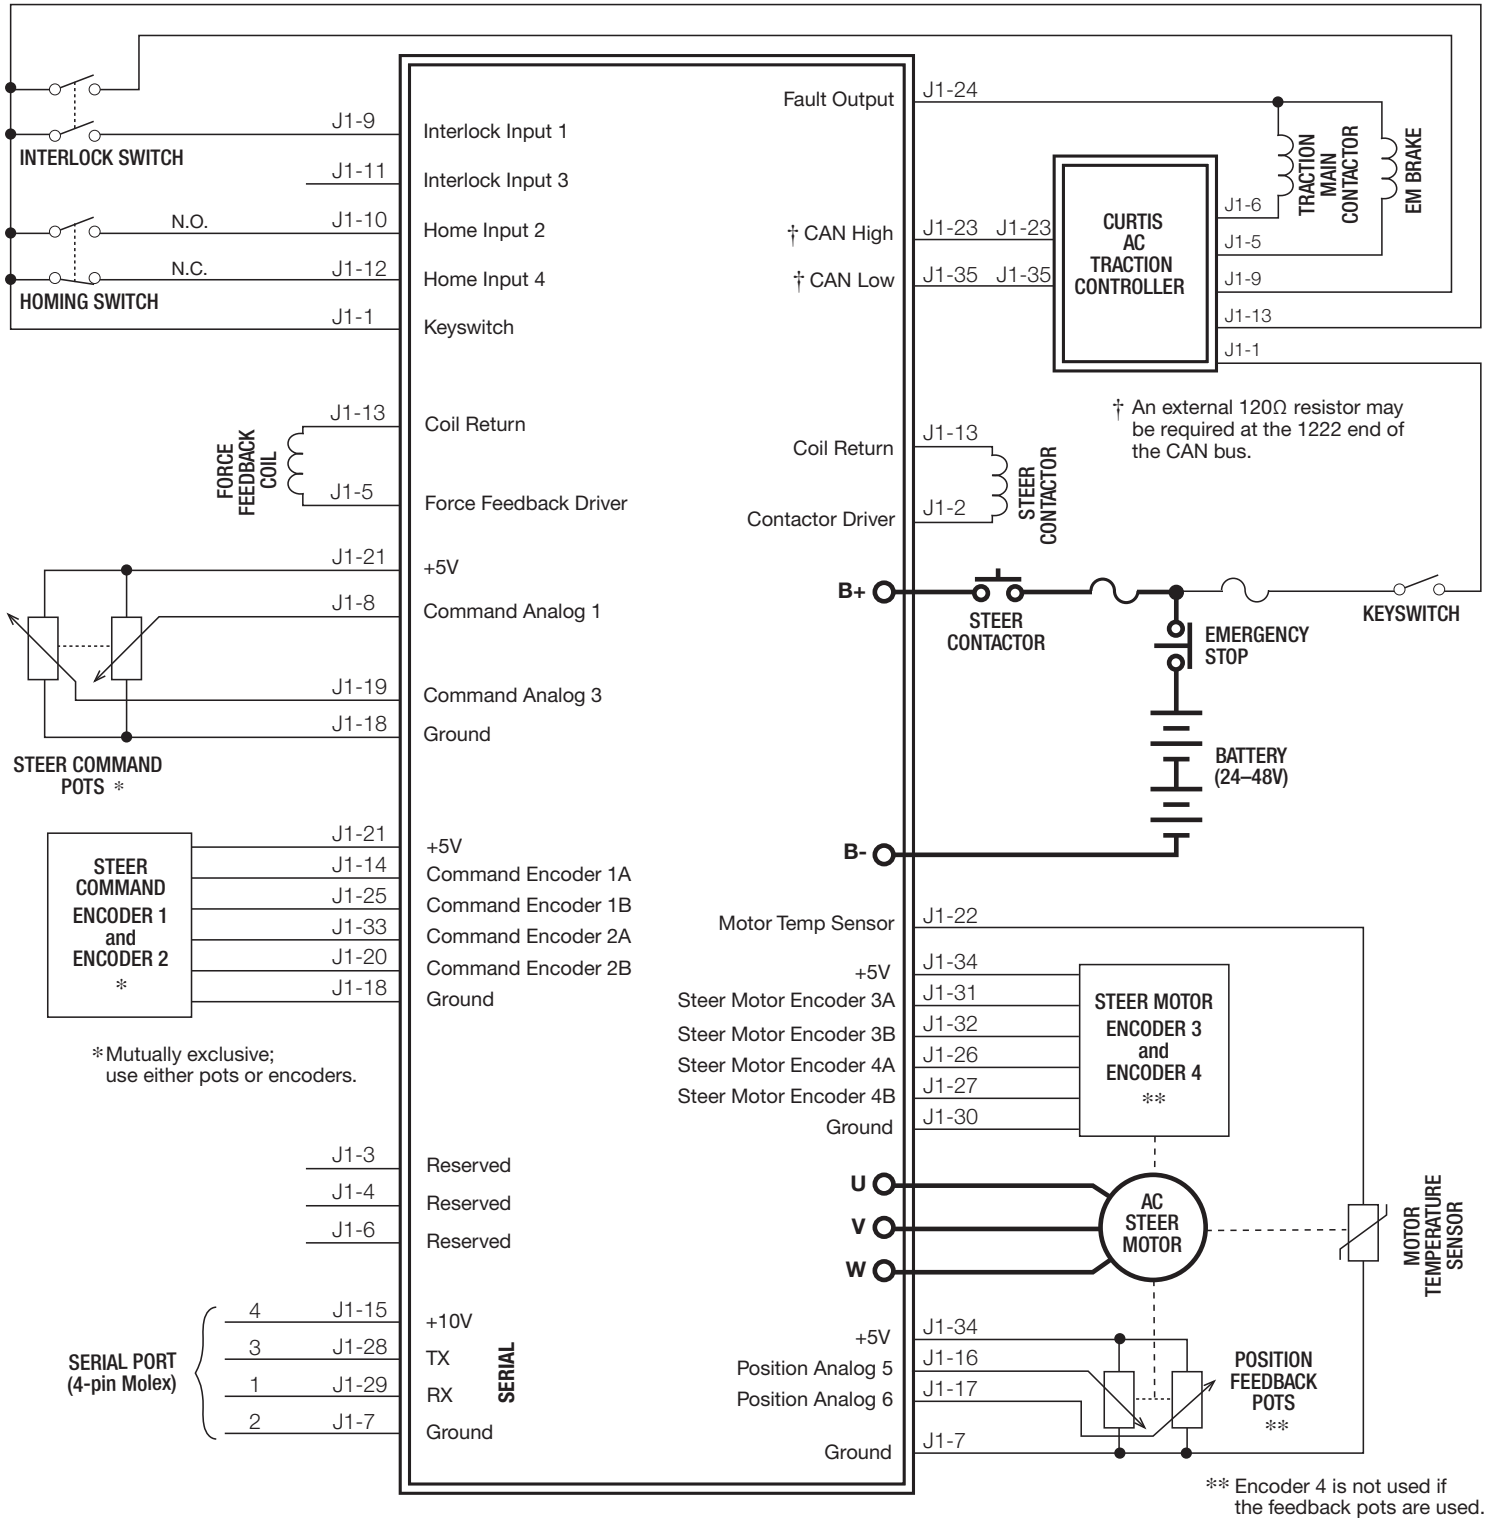 J1-9
Interlock Input 1
INTERLOCK SWITCH
J1-11
Interlock Input 3
N.O.
J1-10
Home Input 2
N.C.
J1-12
Home Input 4
HOMING SWITCH
J1-1
Keyswitch
J1-13
Coil Return
FORCE
FEEDBACK
COIL
J1-5
Force Feedback Driver
J1-21
+5V
J1-8
Command Analog 1
J1-19
Command Analog 3
J1-18
Ground
STEER COMMAND
POTS *
J1-21
+5V
J1-14
Command Encoder 1A
J1-25
Command Encoder 1B
J1-33
Command Encoder 2A
J1-20
Command Encoder 2B
J1-18
Ground
STEER
COMMAND
ENCODER 1
and
ENCODER 2
*
* Mutually exclusive;
use either pots or encoders.
J1-3
Reserved
J1-4
Reserved
J1-6
Reserved
SERIAL PORT
(4-pin Molex)
4
J1-15
+10V
3
J1-28
TX
1
J1-29
RX
2
J1-7
Ground
SERIAL
Fault Output
J1-24
† CAN High
J1-23
J1-23
† CAN Low
J1-35
J1-35
CURTIS
AC
TRACTION
CONTROLLER
J1-6
J1-5
J1-9
J1-13
J1-1
TRACTION
MAIN
CONTACTOR
EM BRAKE
† An external 120Ω resistor may
be required at the 1222 end of
the CAN bus.
Coil Return
J1-13
Contactor Driver
J1-2
STEER
CONTACTOR
B+
STEER
CONTACTOR
KEYSWITCH
EMERGENCY
STOP
BATTERY
(24–48V)
B-
Motor Temp Sensor
J1-22
+5V
J1-34
Steer Motor Encoder 3A
J1-31
Steer Motor Encoder 3B
J1-32
Steer Motor Encoder 4A
J1-26
Steer Motor Encoder 4B
J1-27
Ground
J1-30
STEER MOTOR
ENCODER 3
and
ENCODER 4
**
U
V
W
AC
STEER
MOTOR
MOTOR
TEMPERATURE
SENSOR
+5V
J1-34
Position Analog 5
J1-16
Position Analog 6
J1-17
Ground
J1-7
POSITION
FEEDBACK
POTS
**
** Encoder 4 is not used if
the feedback pots are used.